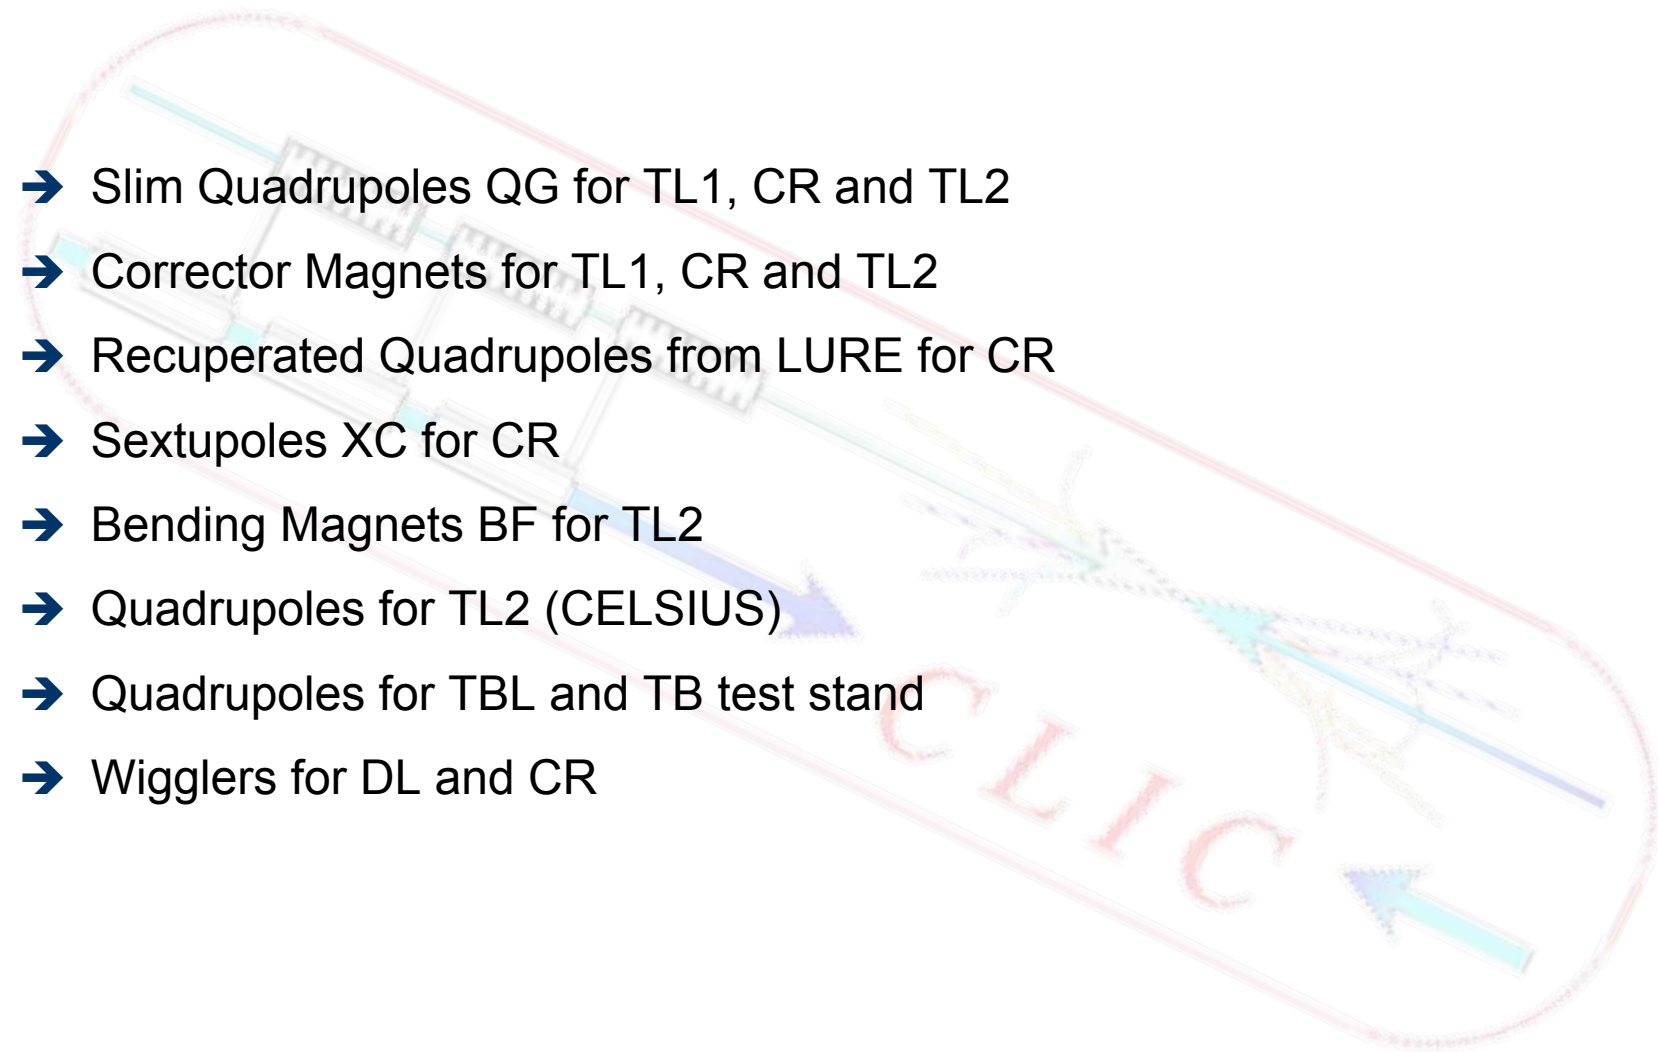 → Slim Quadrupoles QG for TL1, CR and TL2
→ Corrector Magnets for TL1, CR and TL2
→ Recuperated Quadrupoles from LURE for CR
→ Sextupoles XC for CR
→ Bending Magnets BF for TL2
→ Quadrupoles for TL2 (CELSIUS)
→ Quadrupoles for TBL and TB test stand
→ Wigglers for DL and CR
CLIC